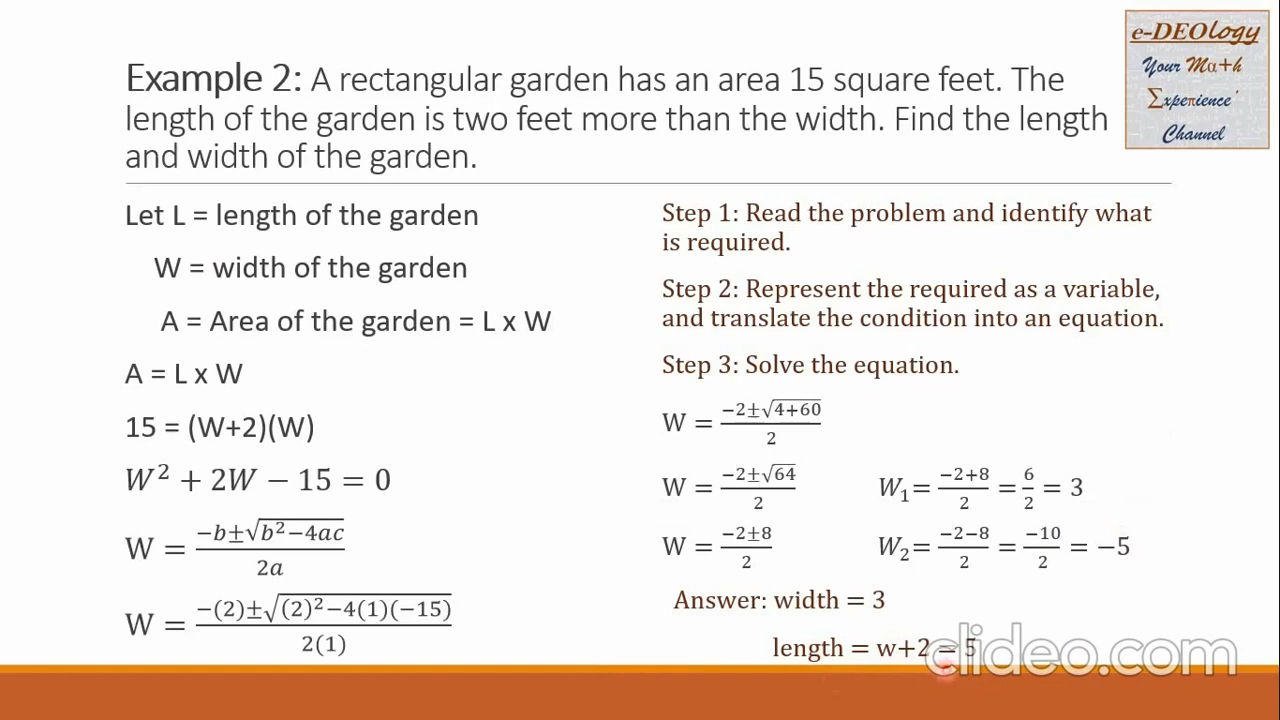 Example 2: A rectangular garden has an area 15 square feet. The
length of the garden is two feet more than the width. Find the length
and width of the garden.
e-DEOlogy
Your Mα+h
Σxpeπience'
Channel
Let L = length of the garden
W = width of the garden
A = Area of the garden = L x W
A = L x W
15 = (W+2)(W)
W² + 2W − 15 = 0
W = (−b±√(b²−4ac))/(2a)
W = (−(2)±√((2)²−4(1)(−15)))/(2(1))
Step 1: Read the problem and identify what
is required.
Step 2: Represent the required as a variable,
and translate the condition into an equation.
Step 3: Solve the equation.
W = (−2±√(4+60))/2
W = (−2±√64)/2
W₁= (−2+8)/2 = 6/2 = 3
W = (−2±8)/2
W₂= (−2−8)/2 = (−10)/2 = −5
Answer: width = 3
length = w+2 = 5
clideo.com